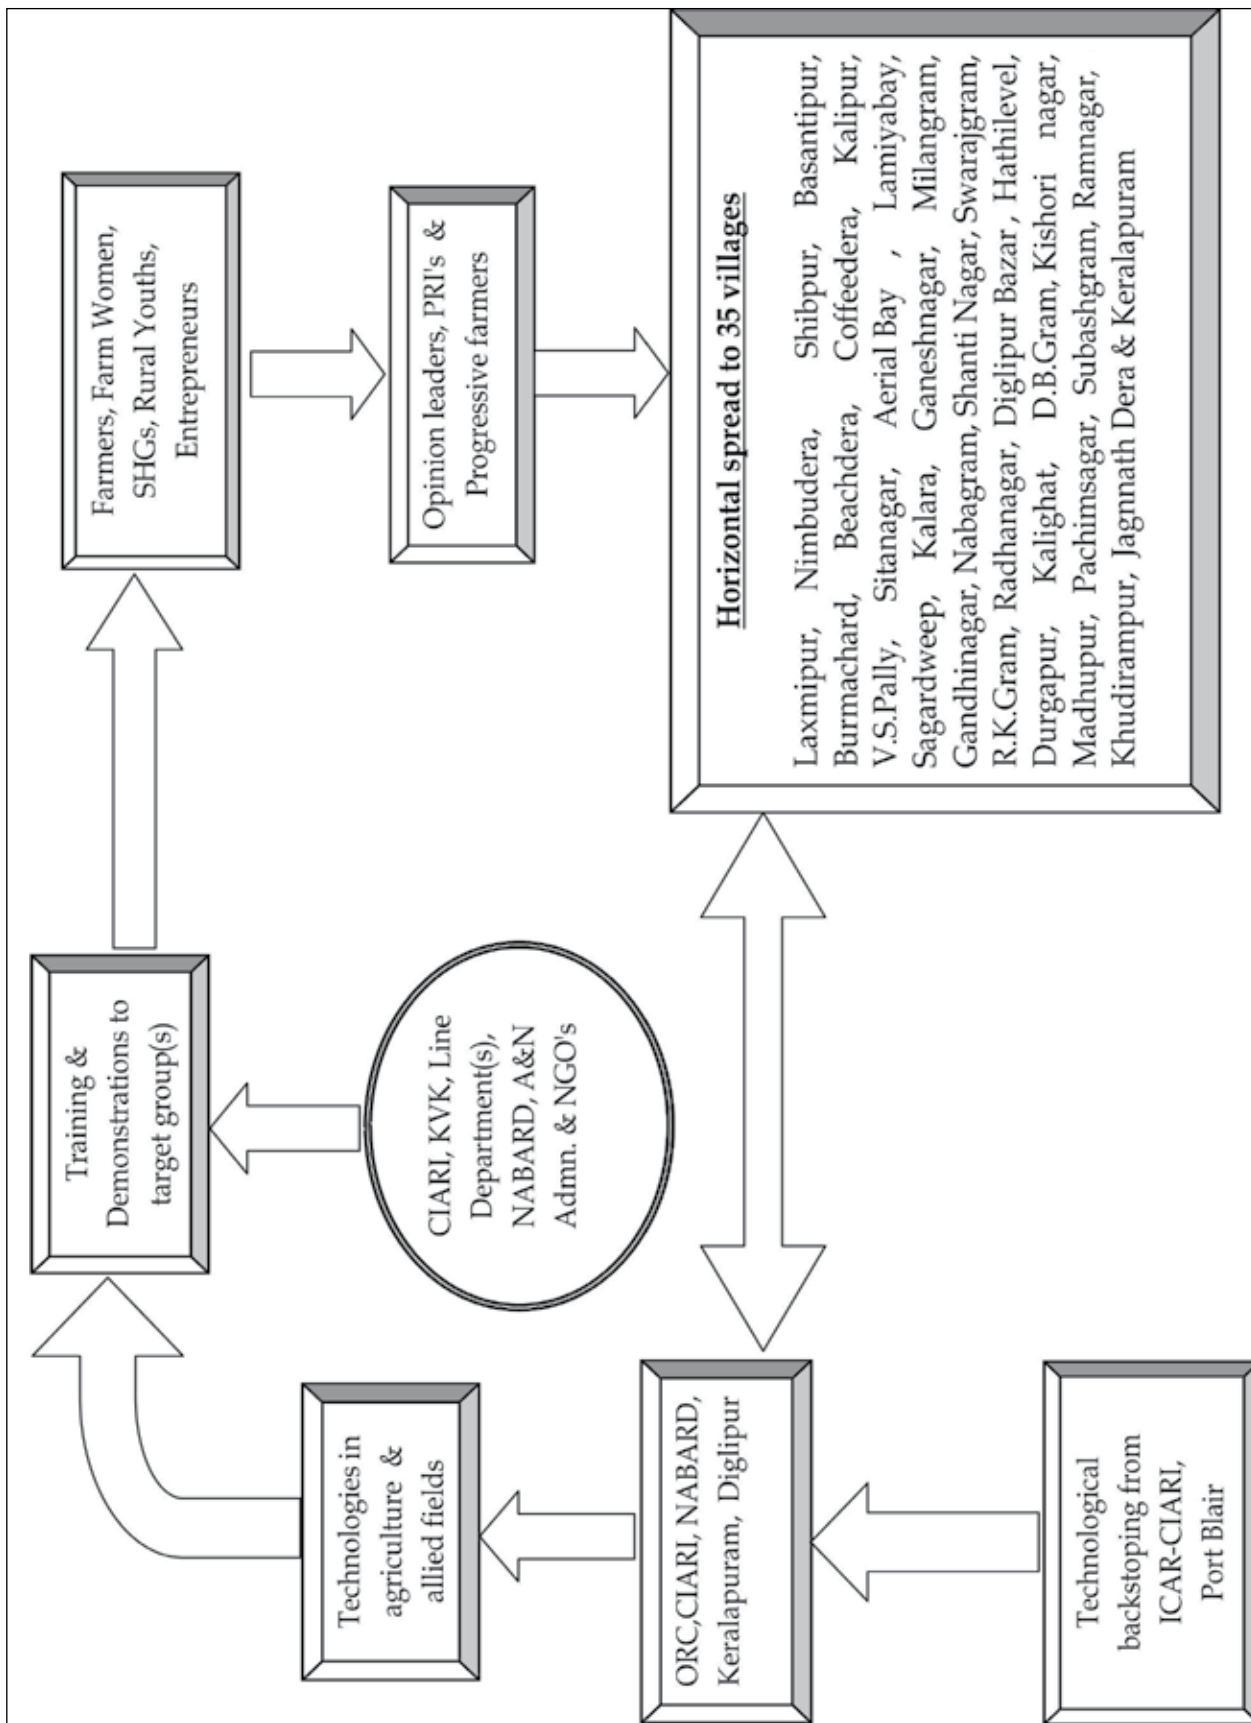 Training &
Demonstrations to
target group(s)
Farmers, Farm Women,
SHGs, Rural Youths,
Entrepreneurs
Technologies in
agriculture &
allied fields
CIARI, KVK, Line
Department(s),
NABARD, A&N
Admn. & NGO's
Opinion leaders, PRI's &
Progressive farmers
ORC,CIARI, NABARD,
Keralapuram, Diglipur
Horizontal spread to 35 villages
Laxmipur, Nimbudera, Shibpur, Basantipur,
Burmachard, Beachdera, Coffeedera, Kalipur,
V.S.Pally, Sitanagar, Aerial Bay , Lamiyabay,
Sagardweep, Kalara, Ganeshnagar, Milangram,
Gandhinagar, Nabagram, Shanti Nagar, Swarajgram,
R.K.Gram, Radhanagar, Diglipur Bazar , Hathilevel,
Durgapur, Kalighat, D.B.Gram, Kishori nagar,
Madhupur, Pachimsagar, Subashgram, Ramnagar,
Khudirampur, Jagnnath Dera & Keralapuram
Technological
backstoping from
ICAR-CIARI,
Port Blair